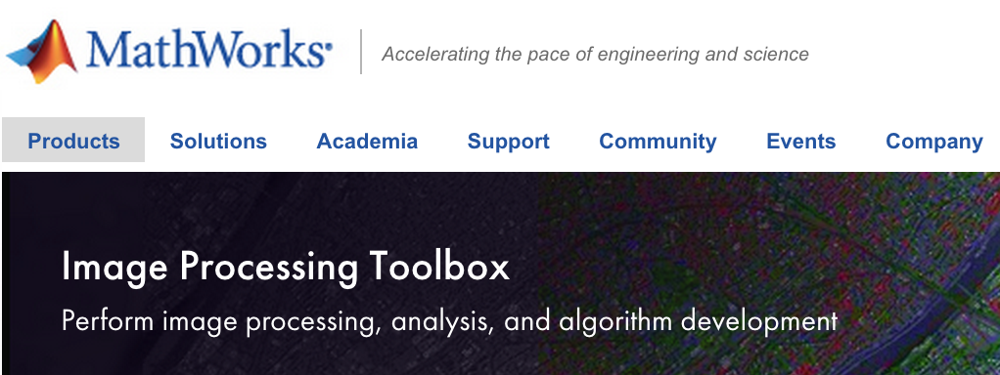 MathWorks®
Accelerating the pace of engineering and science
Products Solutions Academia Support Community Events Company
Image Processing Toolbox
Perform image processing, analysis, and algorithm development